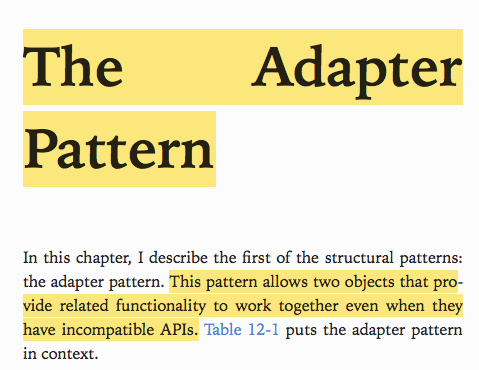 The Adapter
Pattern
In this chapter, I describe the first of the structural patterns:
the adapter pattern. This pattern allows two objects that pro-
vide related functionality to work together even when they
have incompatible APIs. Table 12-1 puts the adapter pattern
in context.